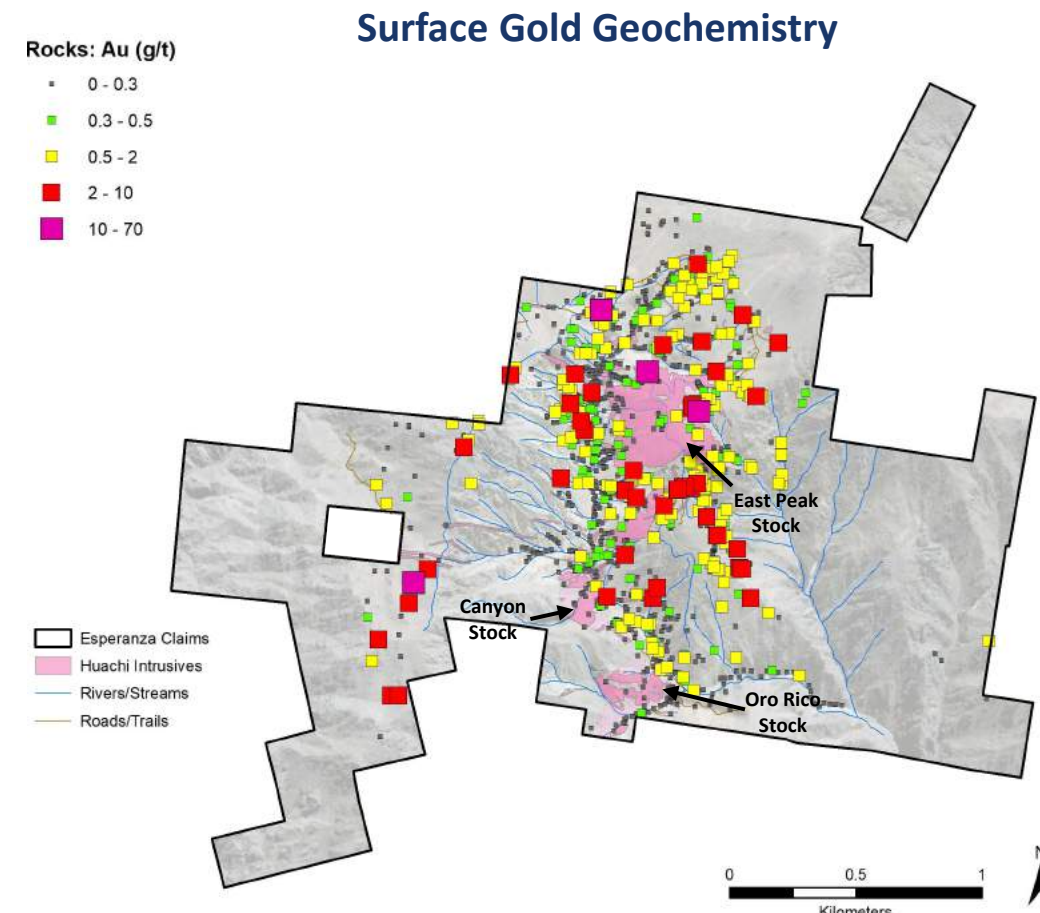 Surface Gold Geochemistry
Rocks: Au (g/t)
0 - 0.3
0.3 - 0.5
0.5 - 2
2 - 10
10 - 70
East Peak
Stock
Canyon
Stock
Oro Rico
Stock
Esperanza Claims
Huachi Intrusives
Rivers/Streams
Roads/Trails
N
0 0.5 1
Kilometers